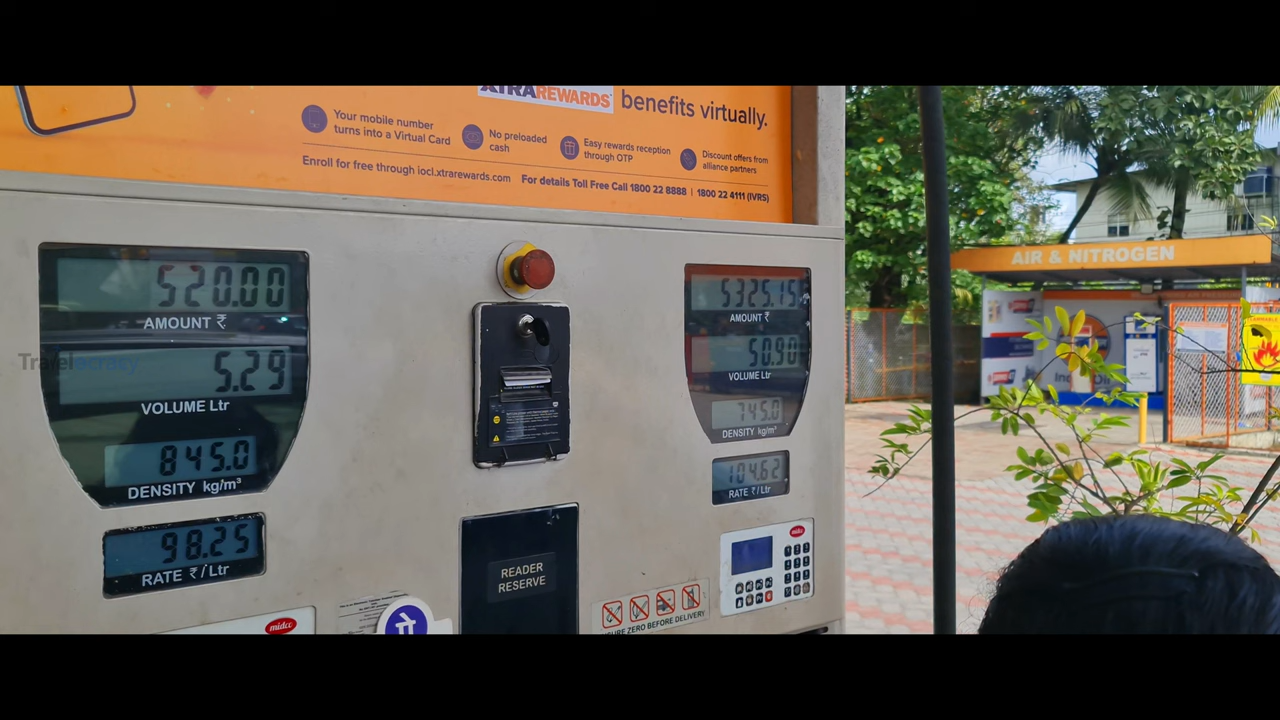 XTRAREWARDS benefits virtually.
Your mobile number
turns into a Virtual Card
No preloaded
cash
Easy rewards reception
through OTP
Discount offers from
alliance partners
Enroll for free through iocl.xtrarewards.com
For details Toll Free Call 1800 22 8888 | 1800 22 4111 (IVRS)
520.00
AMOUNT ₹
5.29
VOLUME Ltr
845.0
DENSITY kg/m³
98.25
RATE ₹/Ltr
5325.15
AMOUNT ₹
50.90
VOLUME Ltr
745.0
DENSITY kg/m³
104.62
RATE ₹/Ltr
READER
RESERVE
midco
midco
पे
ENSURE ZERO BEFORE DELIVERY
AIR & NITROGEN
FLAMMABLE
Travelocracy